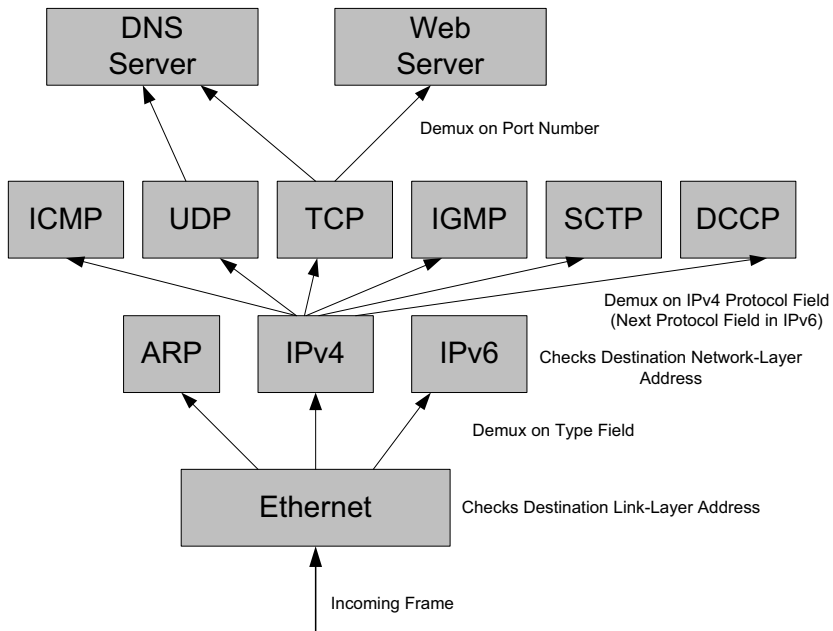 DNS
Server
Web
Server
Demux on Port Number
ICMP
UDP
TCP
IGMP
SCTP
DCCP
Demux on IPv4 Protocol Field
(Next Protocol Field in IPv6)
ARP
IPv4
IPv6
Checks Destination Network-Layer
Address
Demux on Type Field
Ethernet
Checks Destination Link-Layer Address
Incoming Frame